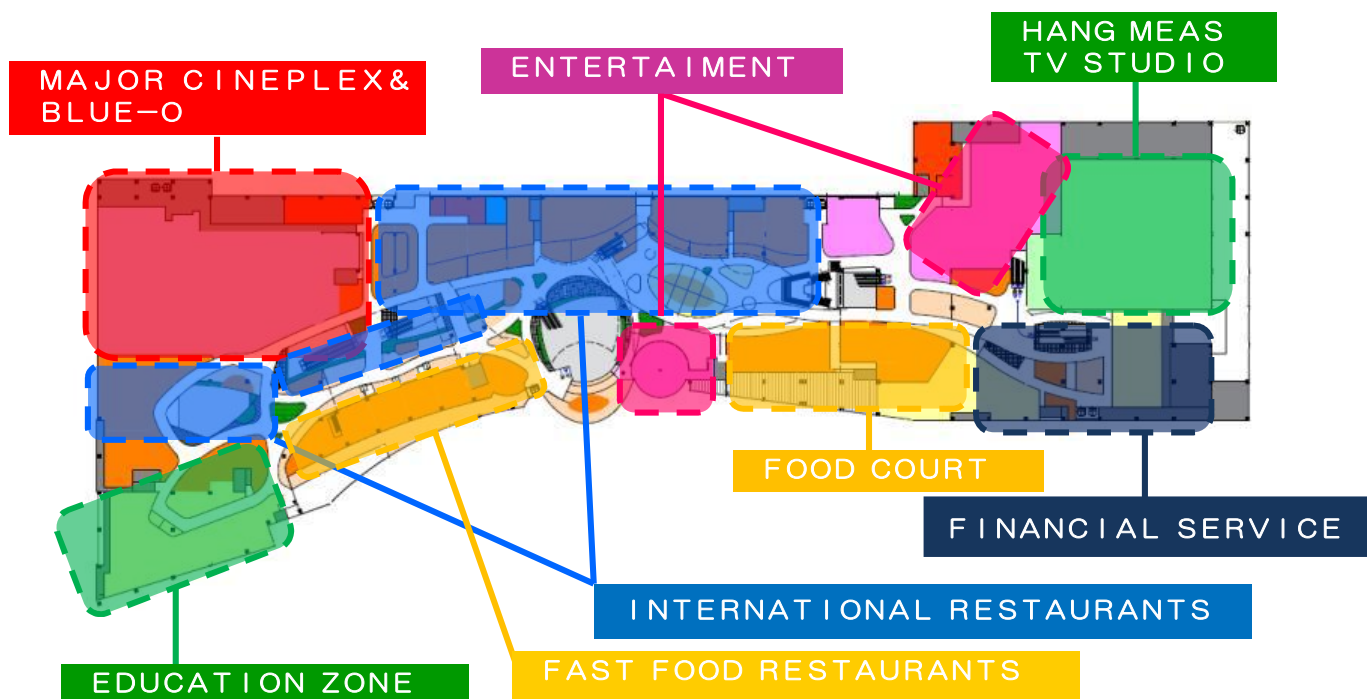 HANG MEAS
TV STUDIO
ENTERTAIMENT
MAJOR CINEPLEX&
BLUE-O
FOOD COURT
FINANCIAL SERVICE
INTERNATIONAL RESTAURANTS
FAST FOOD RESTAURANTS
EDUCATION ZONE